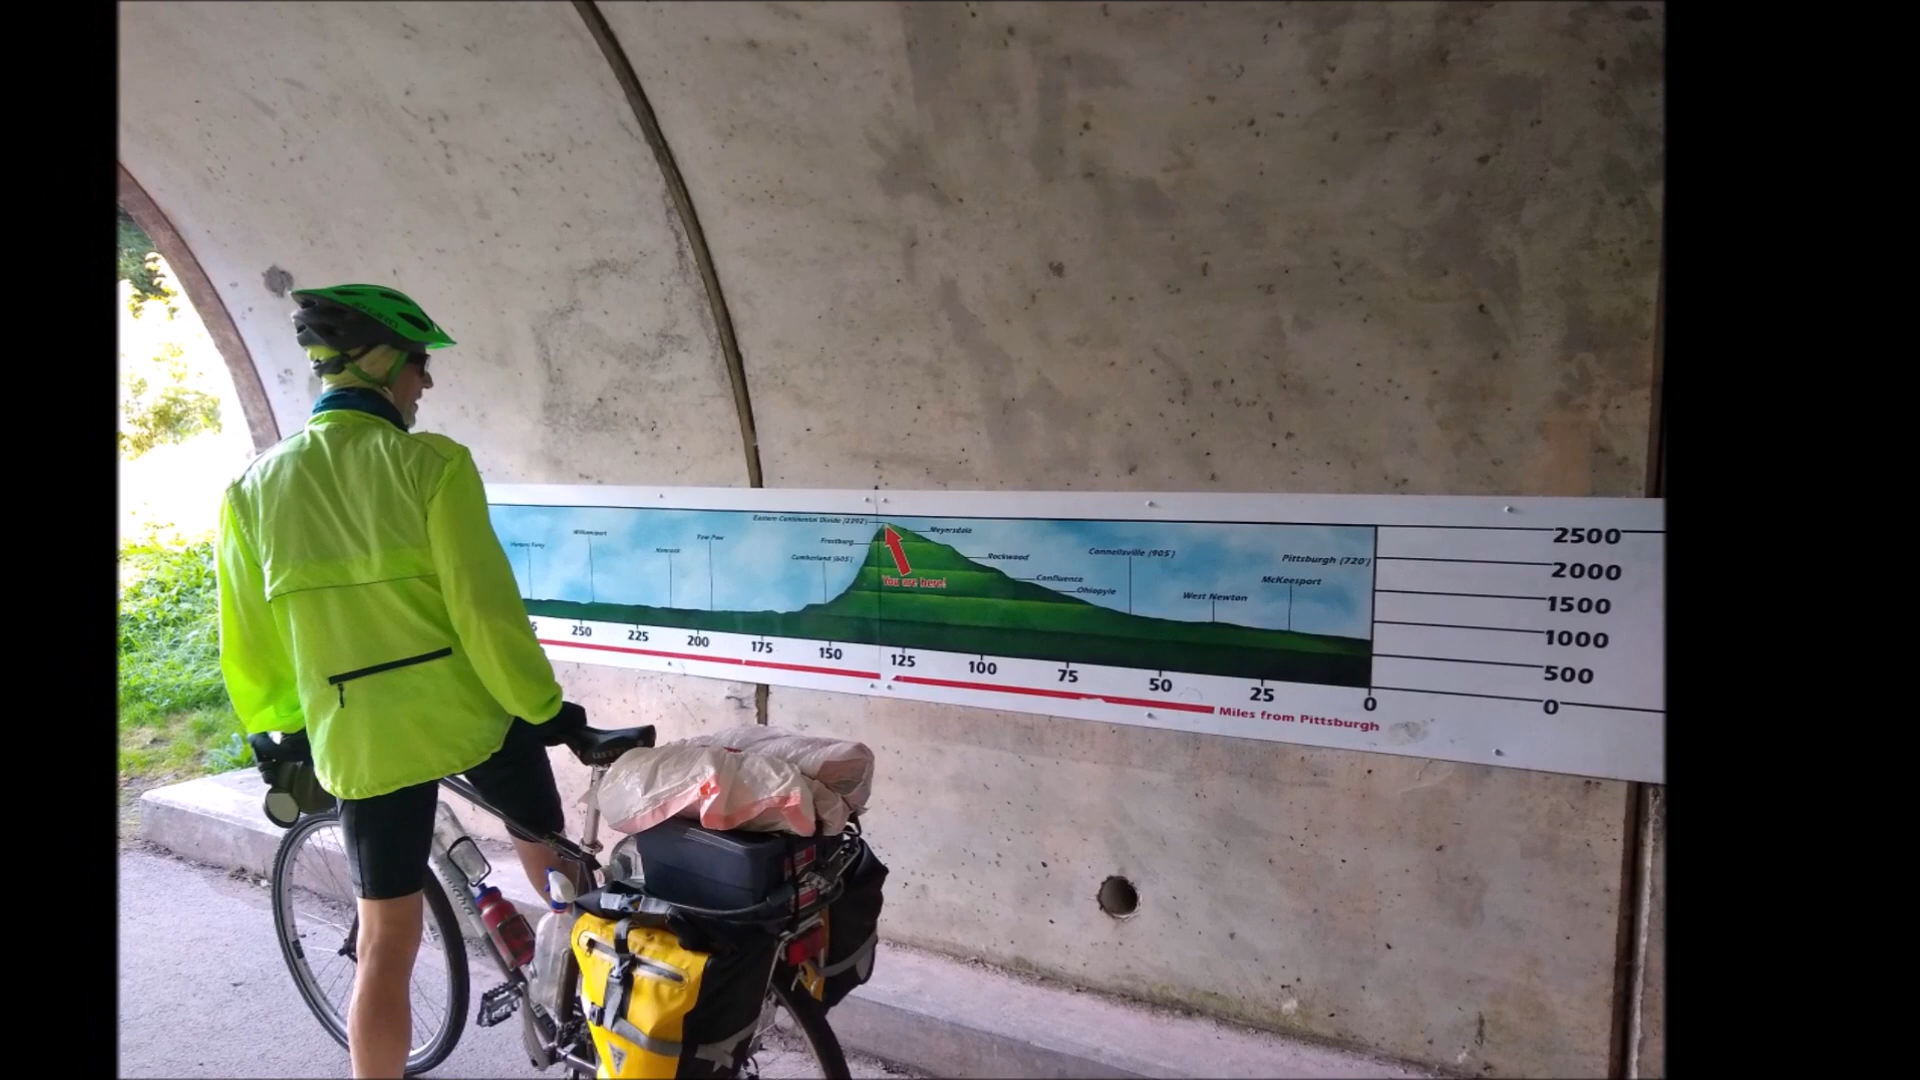 Eastern Continental Divide (2392')
Meyersdale
Williamsport
Paw Paw
Hancock
Frostburg
Cumberland (605')
Rockwood
Confluence
Ohiopyle
Connellsville (905')
West Newton
McKeesport
Pittsburgh (720')
You are here!
2500
2000
1500
1000
500
0
250
225
200
175
150
125
100
75
50
25
0
Miles from Pittsburgh